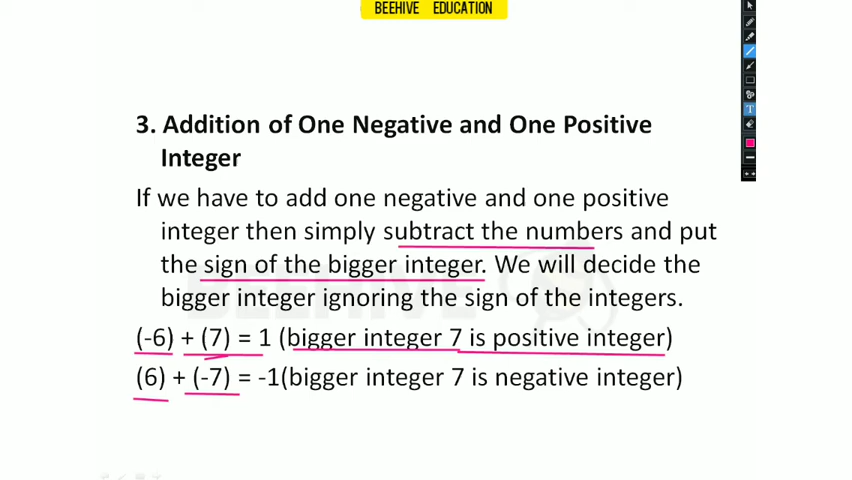 BEEHIVE EDUCATION
3. Addition of One Negative and One Positive
Integer
If we have to add one negative and one positive
integer then simply subtract the numbers and put
the sign of the bigger integer. We will decide the
bigger integer ignoring the sign of the integers.
BEEHIVE
(-6) + (7) = 1 (bigger integer 7 is positive integer)
(6) + (-7) = -1(bigger integer 7 is negative integer)